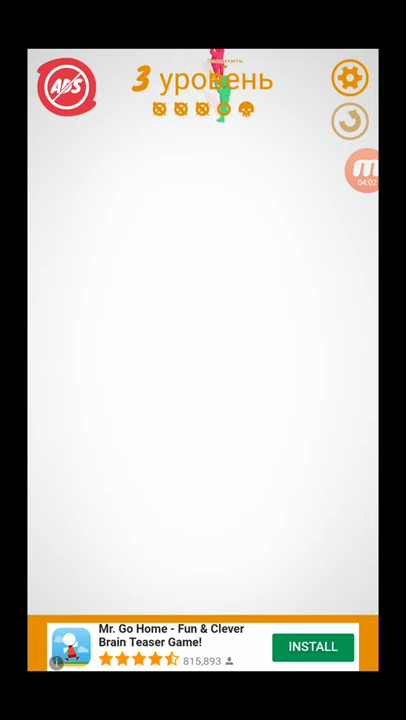 ADS
3 уровень
04:02
Mr. Go Home - Fun & Clever
Brain Teaser Game!
815,893
INSTALL